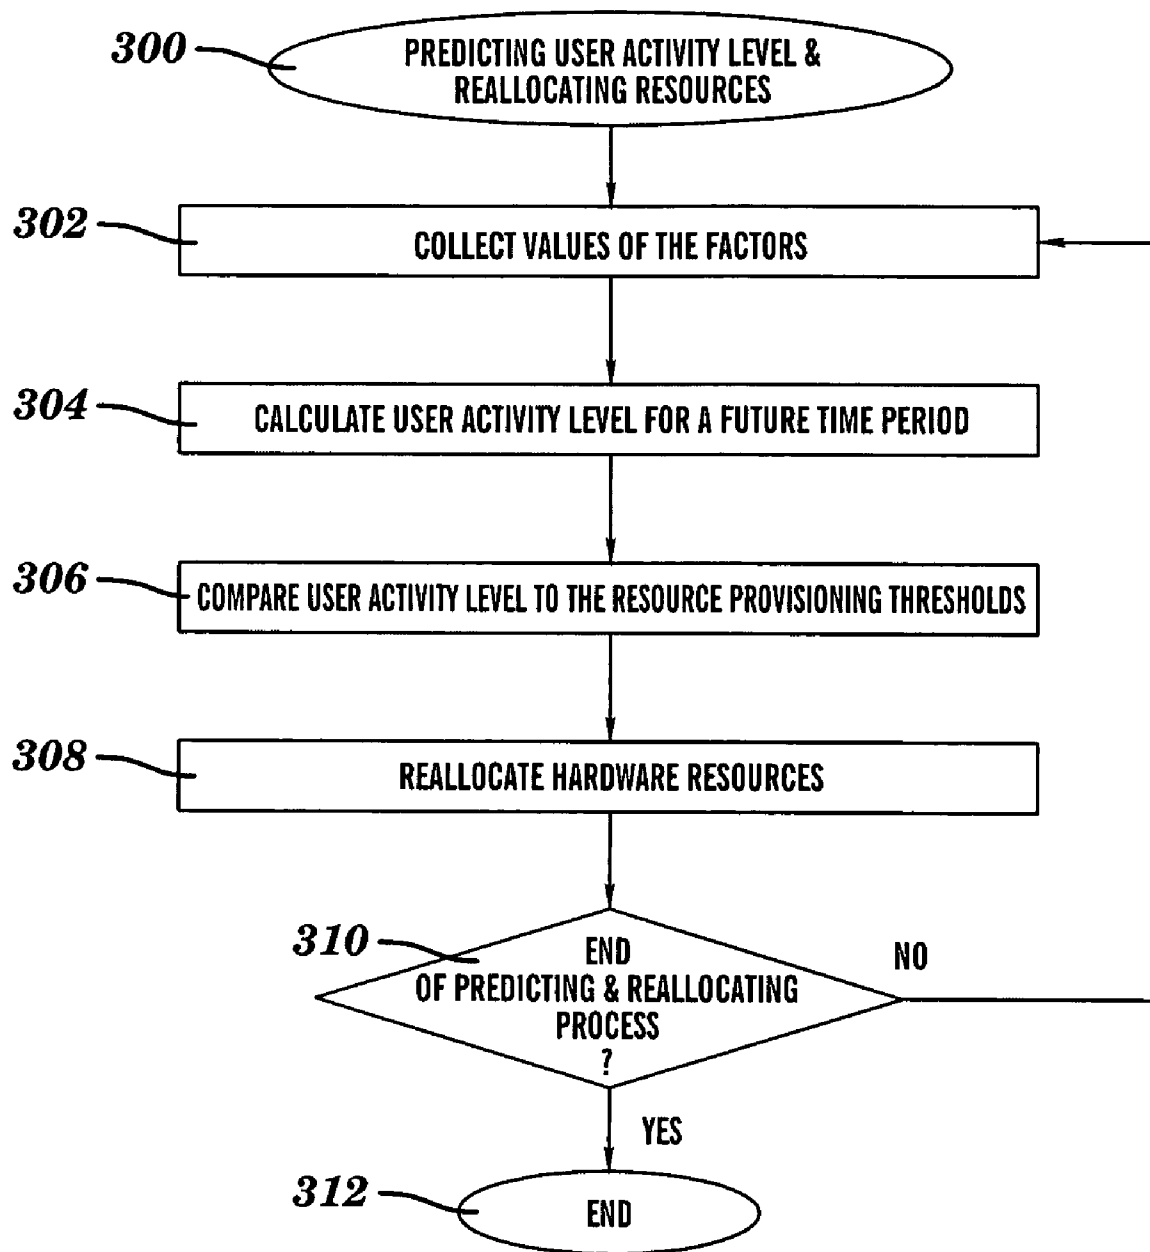 300
PREDICTING USER ACTIVITY LEVEL &
REALLOCATING RESOURCES
302
COLLECT VALUES OF THE FACTORS
304
CALCULATE USER ACTIVITY LEVEL FOR A FUTURE TIME PERIOD
306
COMPARE USER ACTIVITY LEVEL TO THE RESOURCE PROVISIONING THRESHOLDS
308
REALLOCATE HARDWARE RESOURCES
310
END
OF PREDICTING & REALLOCATING
PROCESS
?
NO
YES
312
END